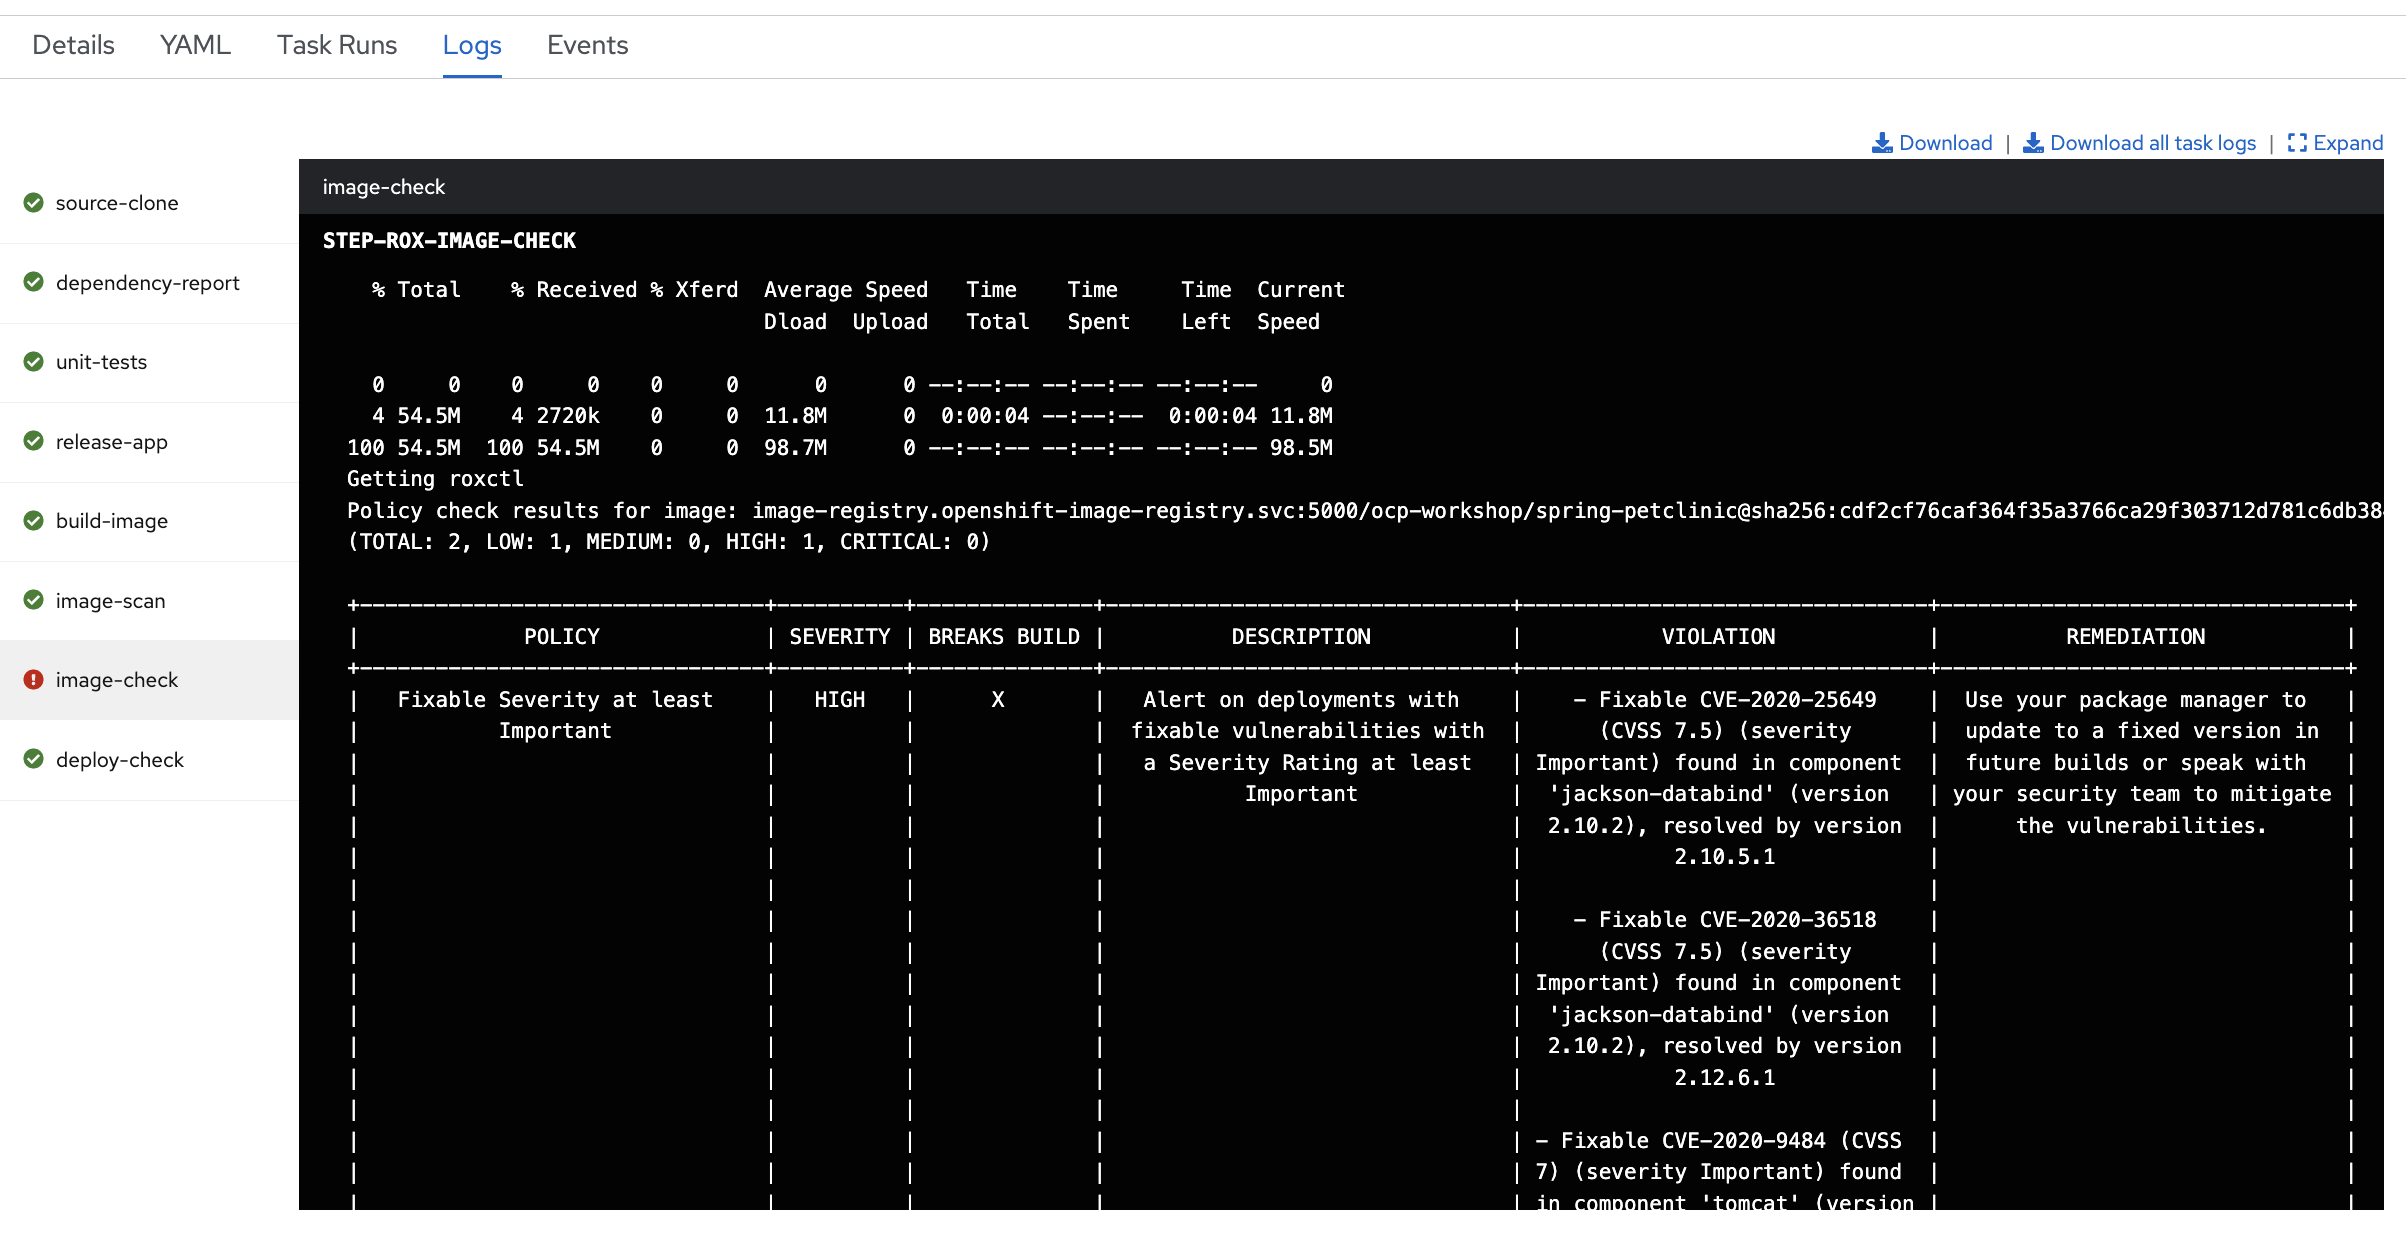 Details YAML Task Runs Logs Events
Download | Download all task logs | Expand
source-clone
dependency-report
unit-tests
release-app
build-image
image-scan
image-check
deploy-check
image-check
STEP-ROX-IMAGE-CHECK
% Total % Received % Xferd Average Speed Time Time Time Current
Dload Upload Total Spent Left Speed
0 0 0 0 0 0 0 0 --:--:-- --:--:-- --:--:-- 0
4 54.5M 4 2720k 0 0 11.8M 0 0:00:04 --:--:-- 0:00:04 11.8M
100 54.5M 100 54.5M 0 0 98.7M 0 --:--:-- --:--:-- --:--:-- 98.5M
Getting roxctl
Policy check results for image: image-registry.openshift-image-registry.svc:5000/ocp-workshop/spring-petclinic@sha256:cdf2cf76caf364f35a3766ca29f303712d781c6db38
(TOTAL: 2, LOW: 1, MEDIUM: 0, HIGH: 1, CRITICAL: 0)
+--------------------------------+----------+--------------+--------------------------------+--------------------------------+--------------------------------+
| POLICY | SEVERITY | BREAKS BUILD | DESCRIPTION | VIOLATION | REMEDIATION |
+--------------------------------+----------+--------------+--------------------------------+--------------------------------+--------------------------------+
| Fixable Severity at least | HIGH | X | Alert on deployments with | - Fixable CVE-2020-25649 | Use your package manager to |
| Important | | | fixable vulnerabilities with | (CVSS 7.5) (severity | update to a fixed version in |
| | | | a Severity Rating at least | Important) found in component | future builds or speak with |
| | | | Important | 'jackson-databind' (version | your security team to mitigate |
| | | | | 2.10.2), resolved by version | the vulnerabilities. |
| | | | | 2.10.5.1 | |
| | | | | | |
| | | | | - Fixable CVE-2020-36518 | |
| | | | | (CVSS 7.5) (severity | |
| | | | | Important) found in component | |
| | | | | 'jackson-databind' (version | |
| | | | | 2.10.2), resolved by version | |
| | | | | 2.12.6.1 | |
| | | | | | |
| | | | | - Fixable CVE-2020-9484 (CVSS | |
| | | | | 7) (severity Important) found | |
| | | | | in component 'tomcat' (version | |